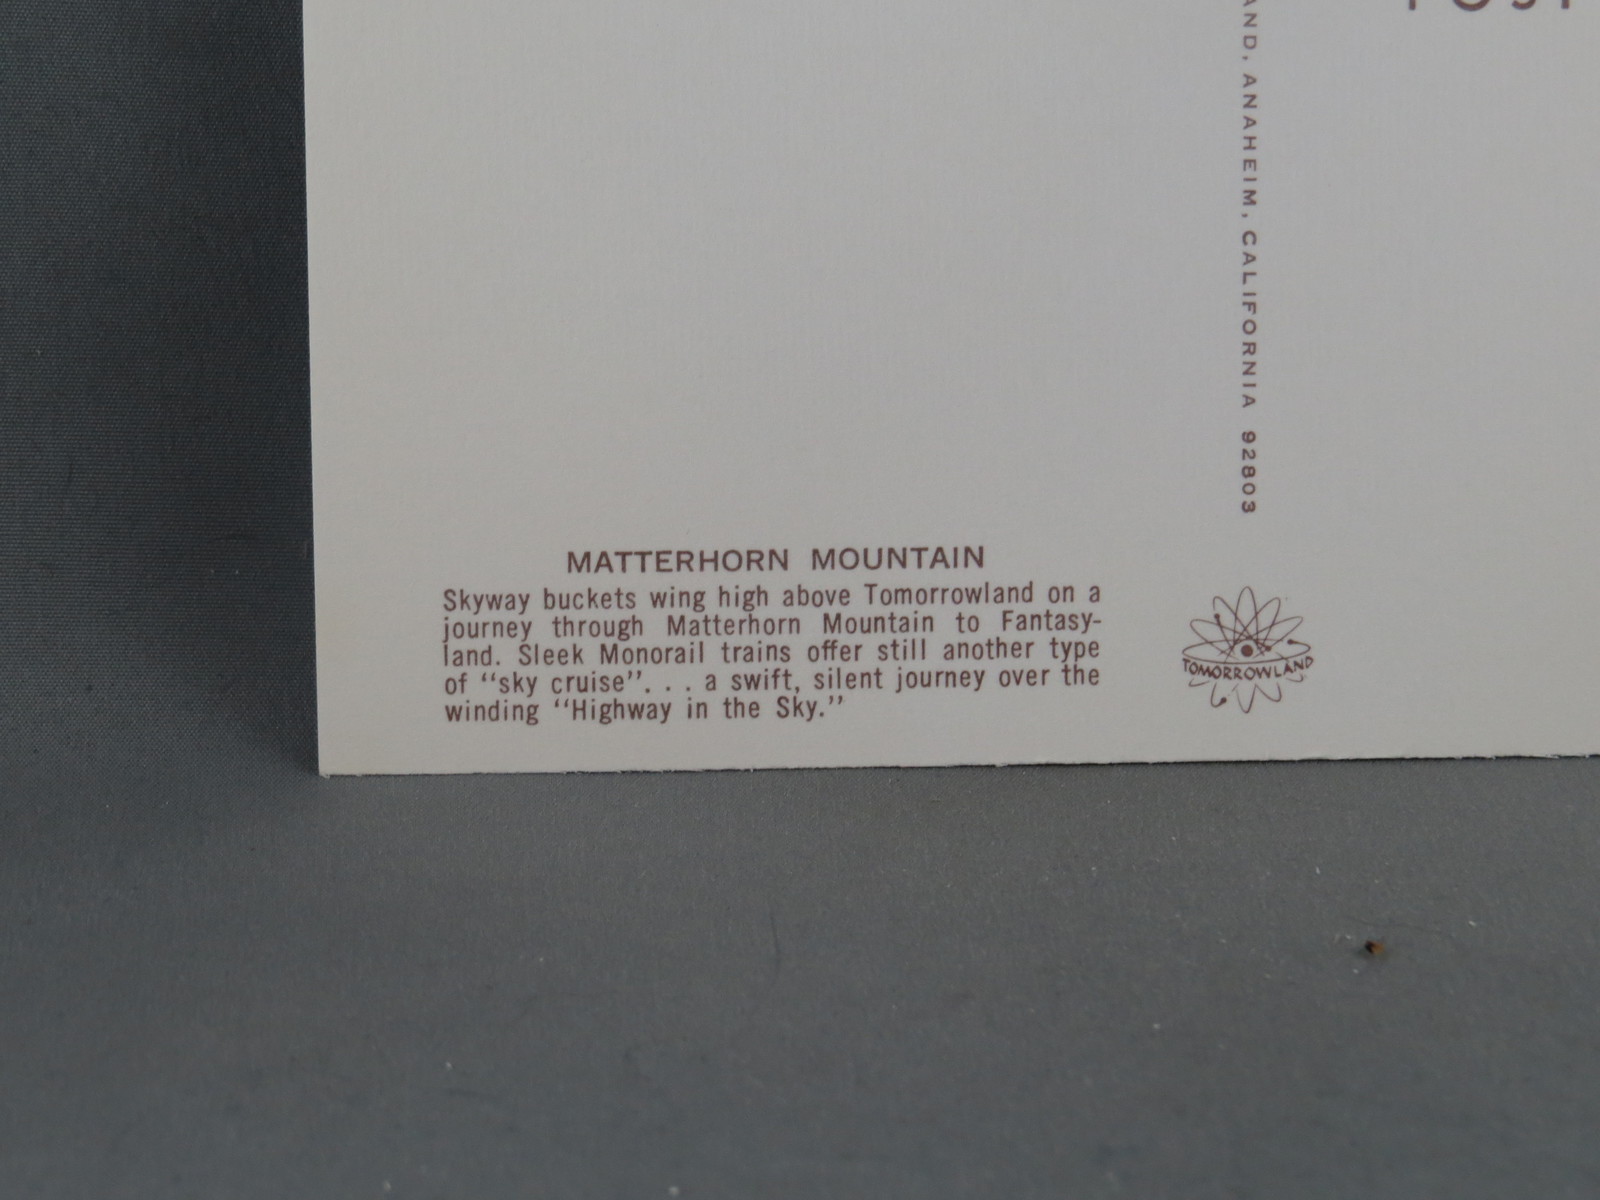 AND, ANAHEIM, CALIFORNIA 92803
MATTERHORN MOUNTAIN
Skyway buckets wing high above Tomorrowland on a
journey through Matterhorn Mountain to Fantasy-
land. Sleek Monorail trains offer still another type
of “sky cruise”. . . a swift, silent journey over the
winding “Highway in the Sky.”
TOMORROWLAND